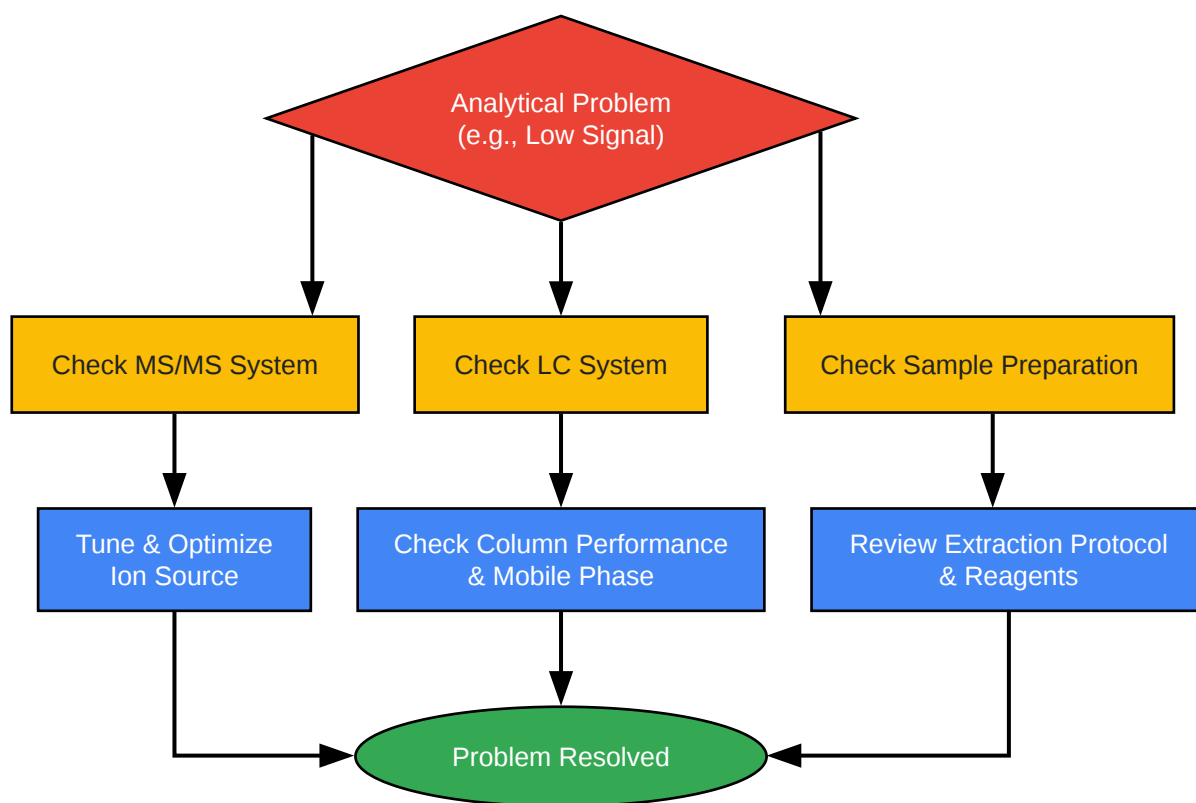 Analytical Problem
(e.g., Low Signal)
Check MS/MS System
Check LC System
Check Sample Preparation
Tune & Optimize
Ion Source
Check Column Performance
& Mobile Phase
Review Extraction Protocol
& Reagents
Problem Resolved